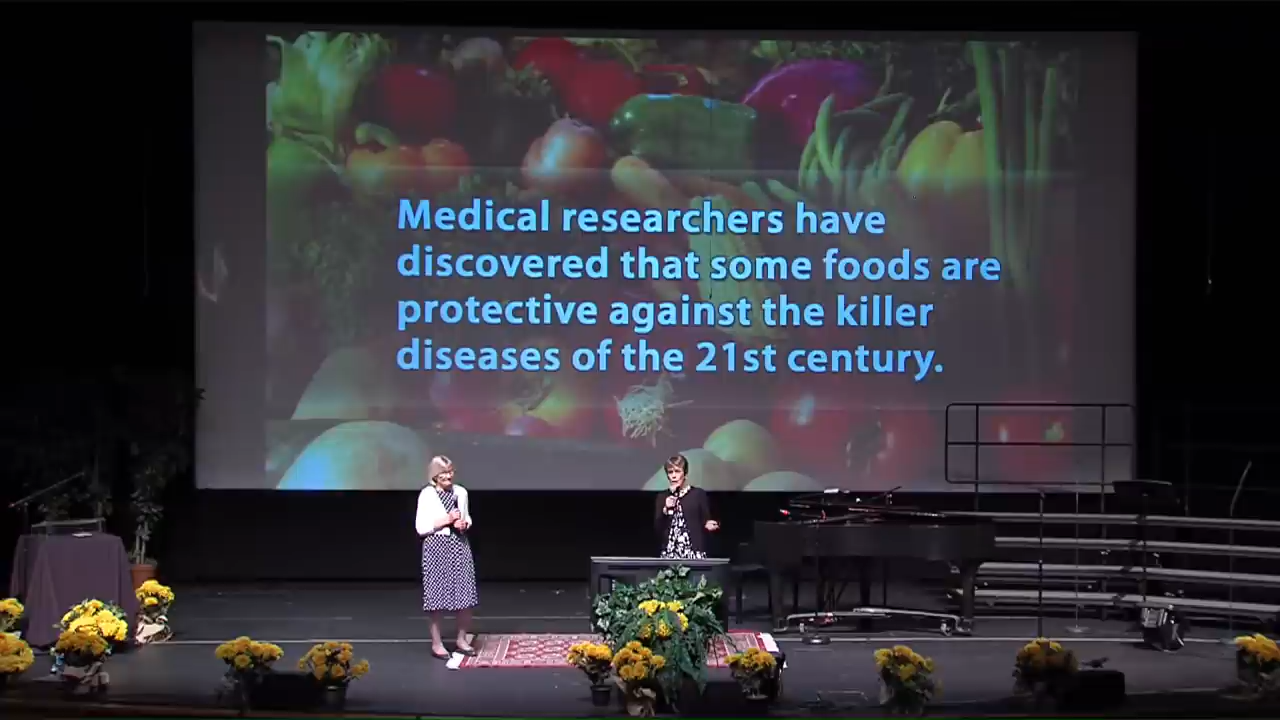 Medical researchers have
discovered that some foods are
protective against the killer
diseases of the 21st century.